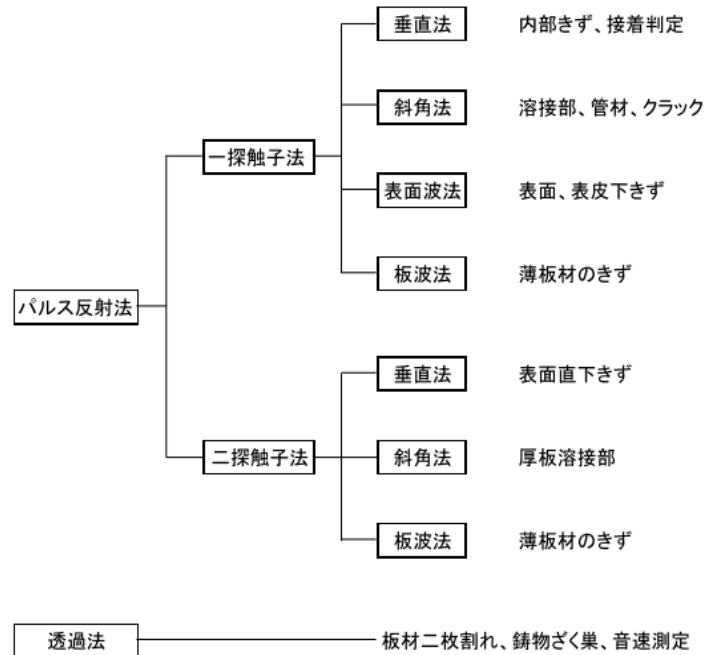 垂直法 内部きず、接着判定
斜角法 溶接部、管材、クラック
一探触子法
表面波法 表面、表皮下きず
板波法 薄板材のきず
パルス反射法
垂直法 表面直下きず
二探触子法 斜角法 厚板溶接部
板波法 薄板材のきず
透過法 板材二枚割れ、鋳物ざく巣、音速測定